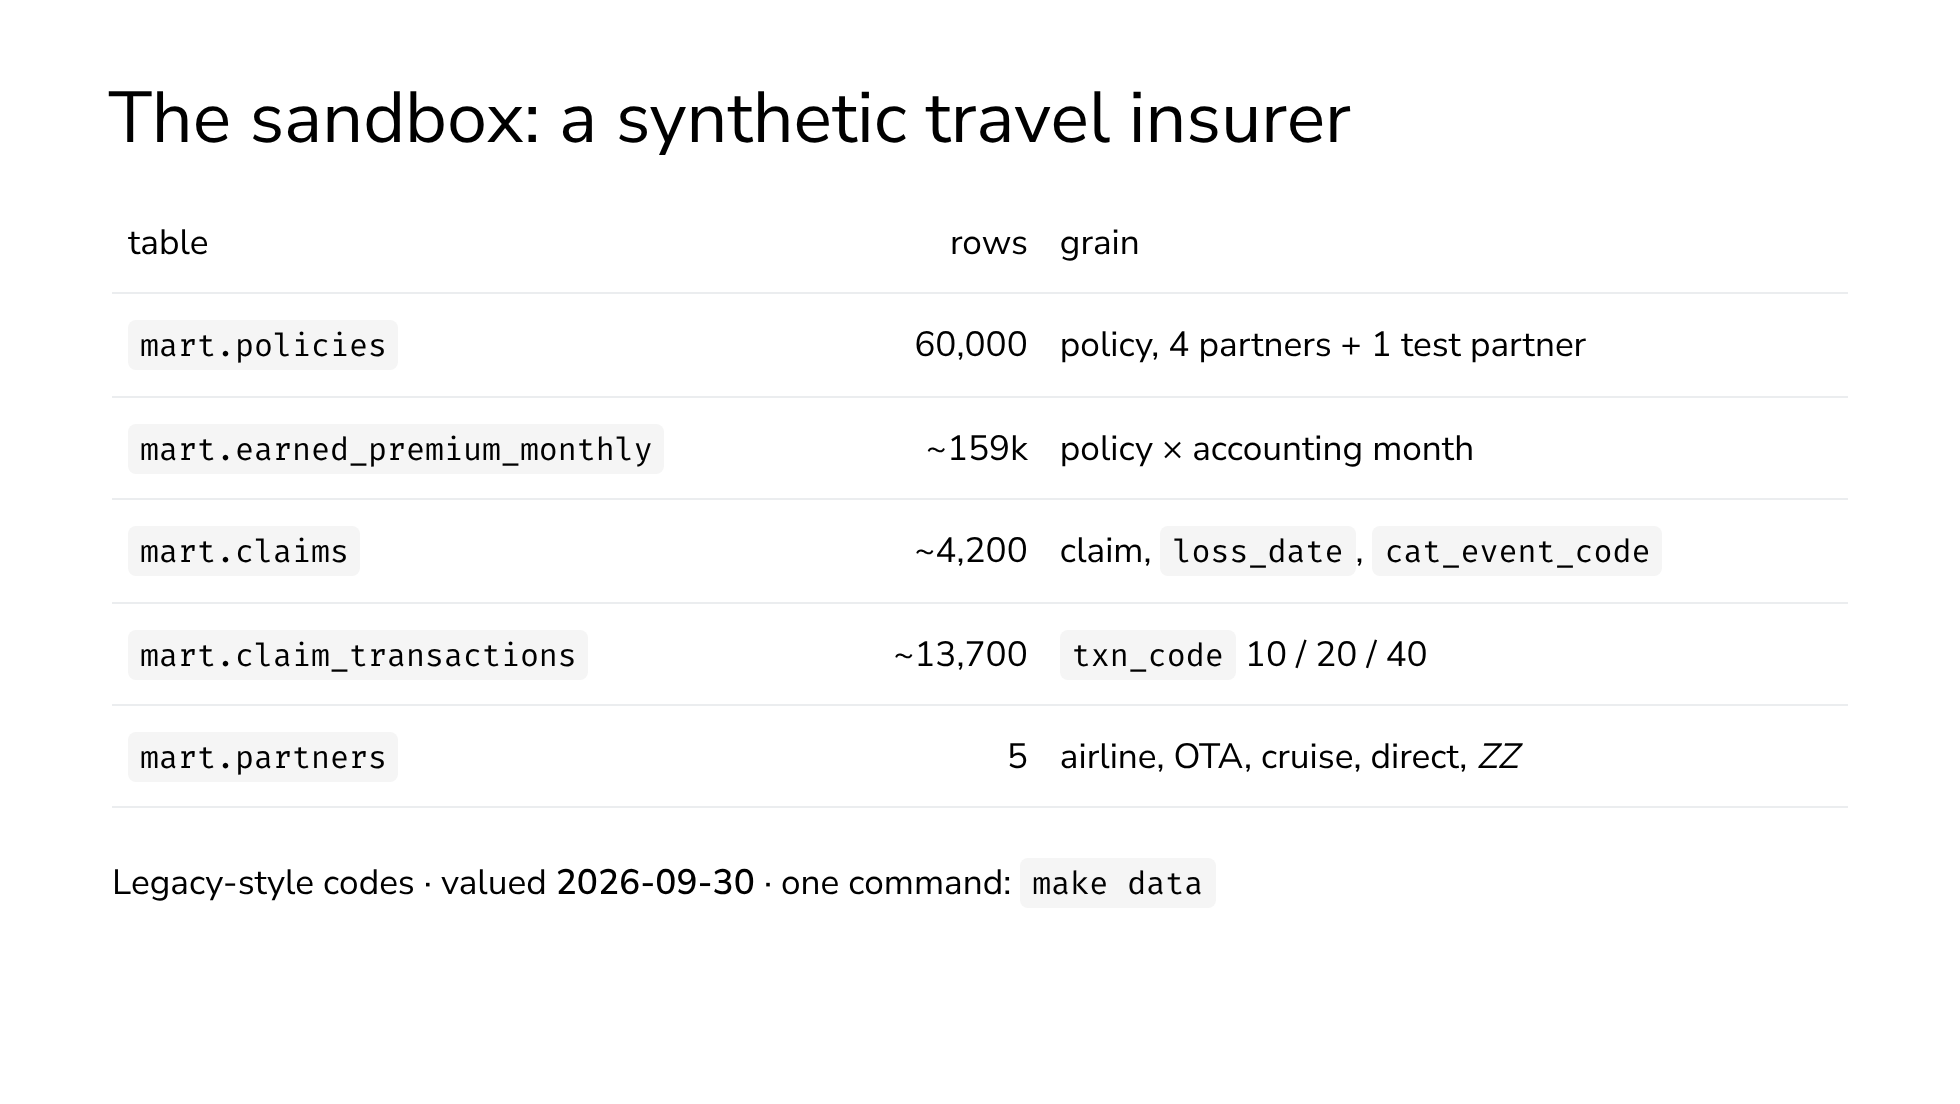 The sandbox: a synthetic travel insurer
table rows grain
mart.policies 60,000 policy, 4 partners + 1 test partner
mart.earned_premium_monthly ~159k policy × accounting month
mart.claims ~4,200 claim, loss_date, cat_event_code
mart.claim_transactions ~13,700 txn_code 10 / 20 / 40
mart.partners 5 airline, OTA, cruise, direct, ZZ
Legacy-style codes · valued 2026-09-30 · one command: make data